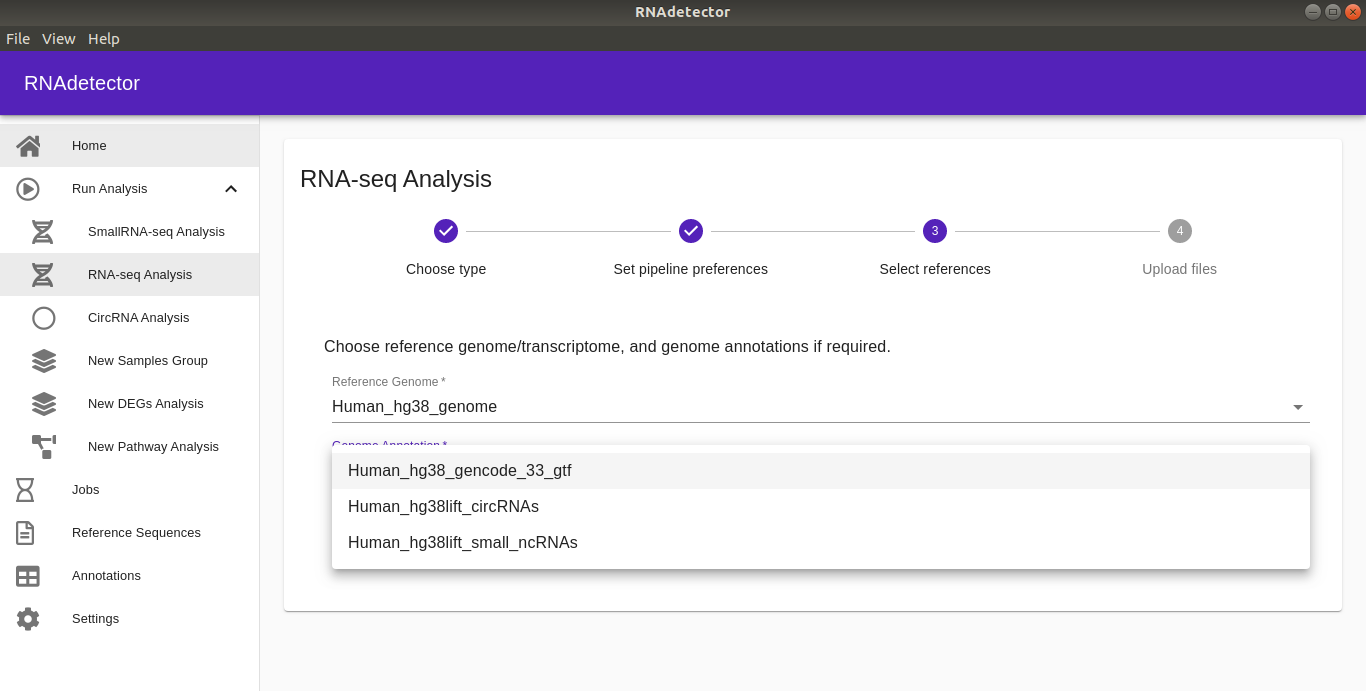 RNAdetector
File View Help
RNAdetector
Home
Run Analysis
SmallRNA-seq Analysis
RNA-seq Analysis
CircRNA Analysis
New Samples Group
New DEGs Analysis
New Pathway Analysis
Jobs
Reference Sequences
Annotations
Settings
RNA-seq Analysis
3 4
Choose type Set pipeline preferences Select references Upload files
Choose reference genome/transcriptome, and genome annotations if required.
Reference Genome *
Human_hg38_genome
Genome Annotation *
Human_hg38_gencode_33_gtf
Human_hg38lift_circRNAs
Human_hg38lift_small_ncRNAs